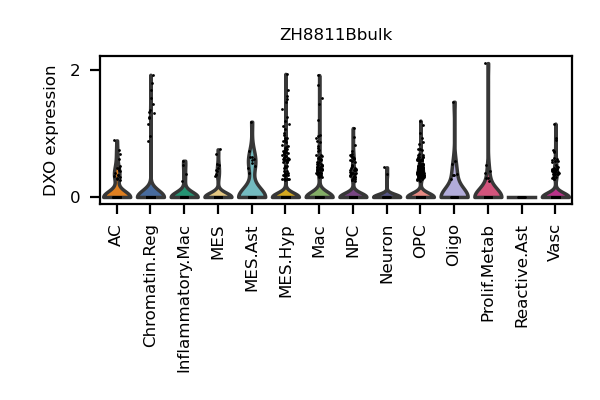 ZH8811Bbulk
DXO expression
2
0
AC
Chromatin.Reg
Inflammatory.Mac
MES
MES.Ast
MES.Hyp
Mac
NPC
Neuron
OPC
Oligo
Prolif.Metab
Reactive.Ast
Vasc